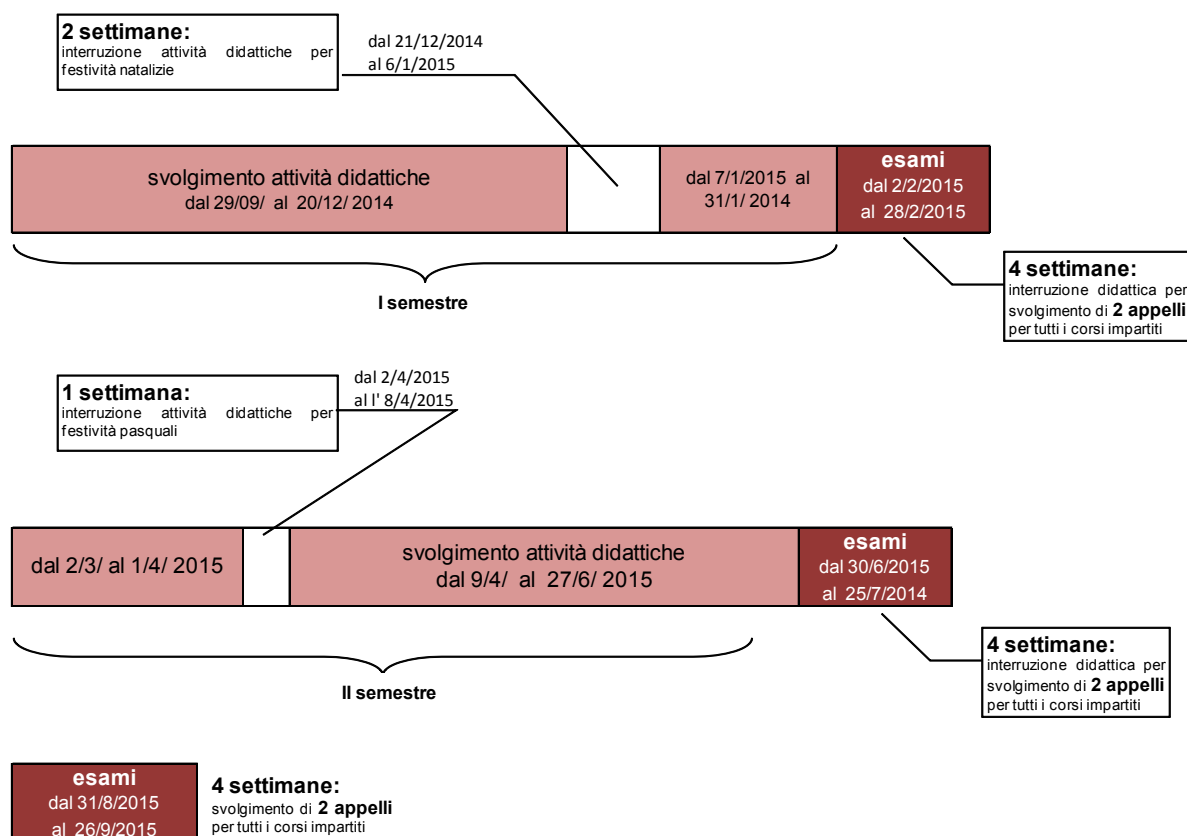 2 settimane:
interruzione attività didattiche per
festività natalizie
dal 21/12/2014
al 6/1/2015
svolgimento attività didattiche
dal 29/09/ al 20/12/ 2014
dal 7/1/2015 al
31/1/ 2014
esami
dal 2/2/2015
al 28/2/2015
I semestre
4 settimane:
interruzione didattica per
svolgimento di 2 appelli
per tutti i corsi impartiti
1 settimana:
interruzione attività didattiche per
festività pasquali
dal 2/4/2015
al l' 8/4/2015
dal 2/3/ al 1/4/ 2015
svolgimento attività didattiche
dal 9/4/ al 27/6/ 2015
esami
dal 30/6/2015
al 25/7/2014
II semestre
4 settimane:
interruzione didattica per
svolgimento di 2 appelli
per tutti i corsi impartiti
esami
dal 31/8/2015
al 26/9/2015
4 settimane:
svolgimento di 2 appelli
per tutti i corsi impartiti